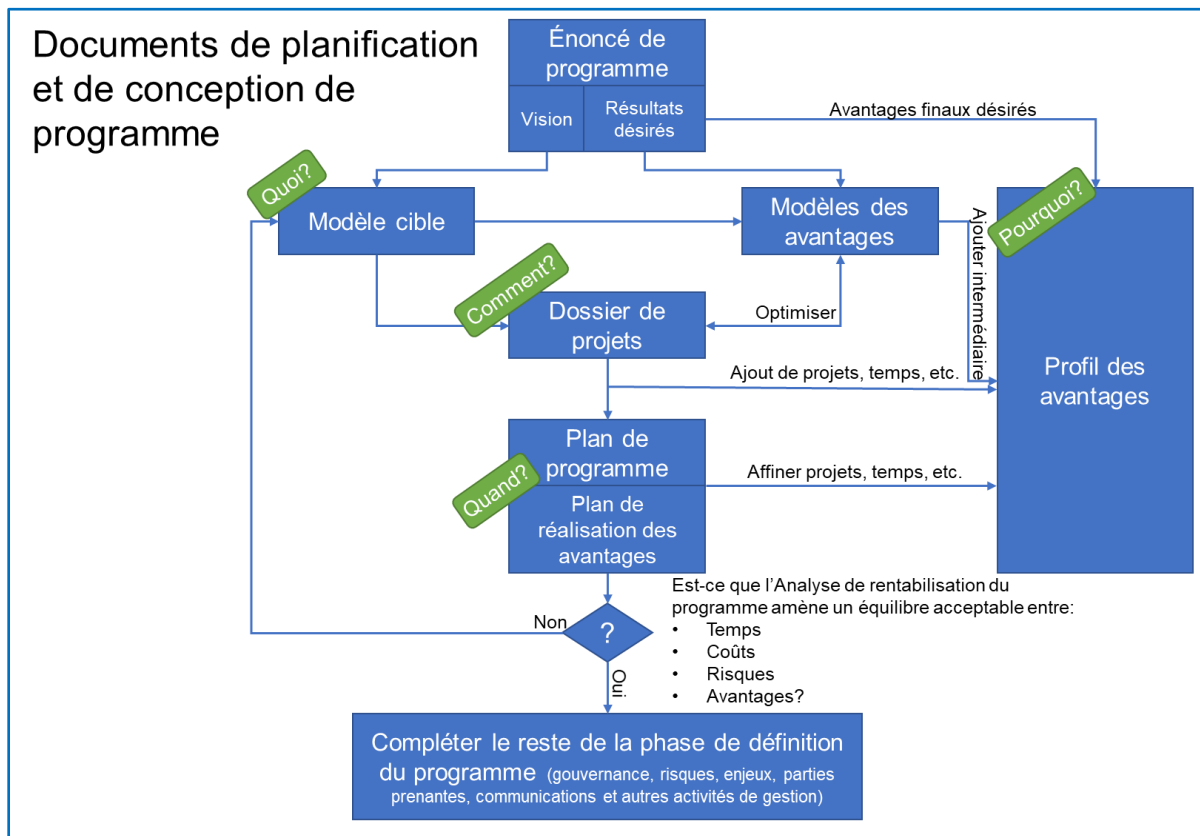 Documents de planification
et de conception de
programme
Énoncé de
programme
Vision
Résultats
désirés
Avantages finaux désirés
Quoi?
Modèle cible
Modèles des
avantages
Ajouter intermédiaire
Pourquoi?
Comment?
Dossier de
projets
Optimiser
Profil des
avantages
Ajout de projets, temps, etc.
Plan de
programme
Quand?
Affiner projets, temps, etc.
Plan de
réalisation des
avantages
Est-ce que l’Analyse de rentabilisation du
programme amène un équilibre acceptable entre:
• Temps
• Coûts
• Risques
• Avantages?
Non
?
Oui
Compléter le reste de la phase de définition
du programme (gouvernance, risques, enjeux, parties
prenantes, communications et autres activités de gestion)